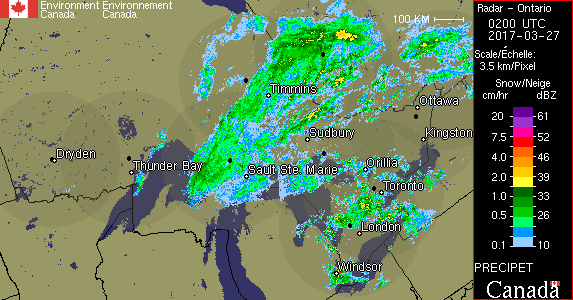 Environment Environnement
Canada Canada
100 KM
Timmins
Ottawa
Sudbury
Kingston
Dryden
Thunder Bay
Sault Ste. Marie
Orillia
Toronto
London
Windsor
Radar - Ontario
0200 UTC
2017-03-27
Scale/Échelle:
3.5 km/Pixel
Snow/Neige
cm/hr dBZ
20 61
7.5 52
4.0 46
2.0 39
1.0 33
0.5 26
0.1 10
PRECIPET
Canada